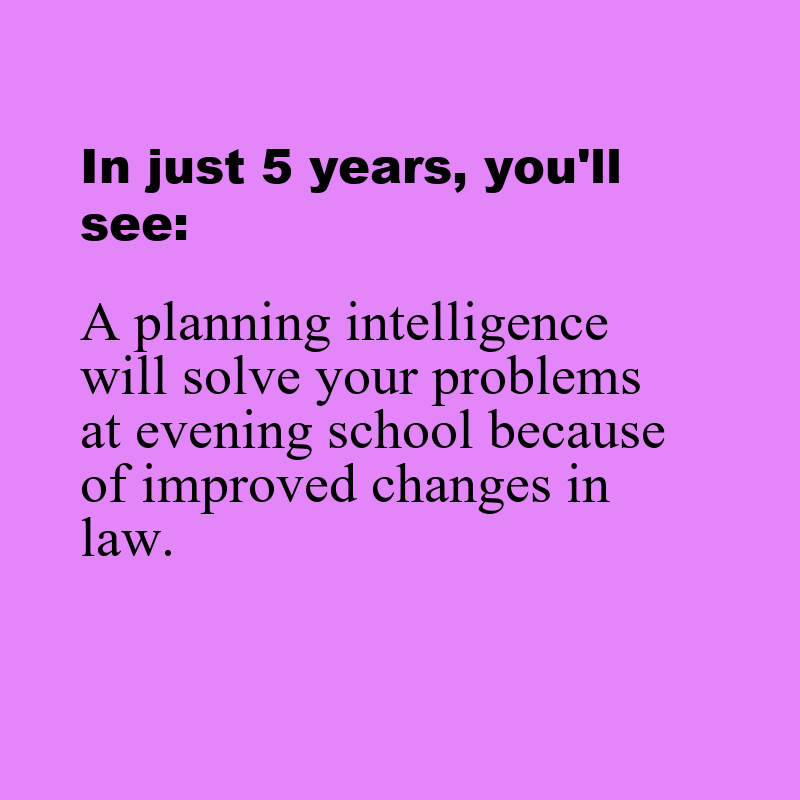 In just 5 years, you'll
see:
A planning intelligence
will solve your problems
at evening school because
of improved changes in
law.